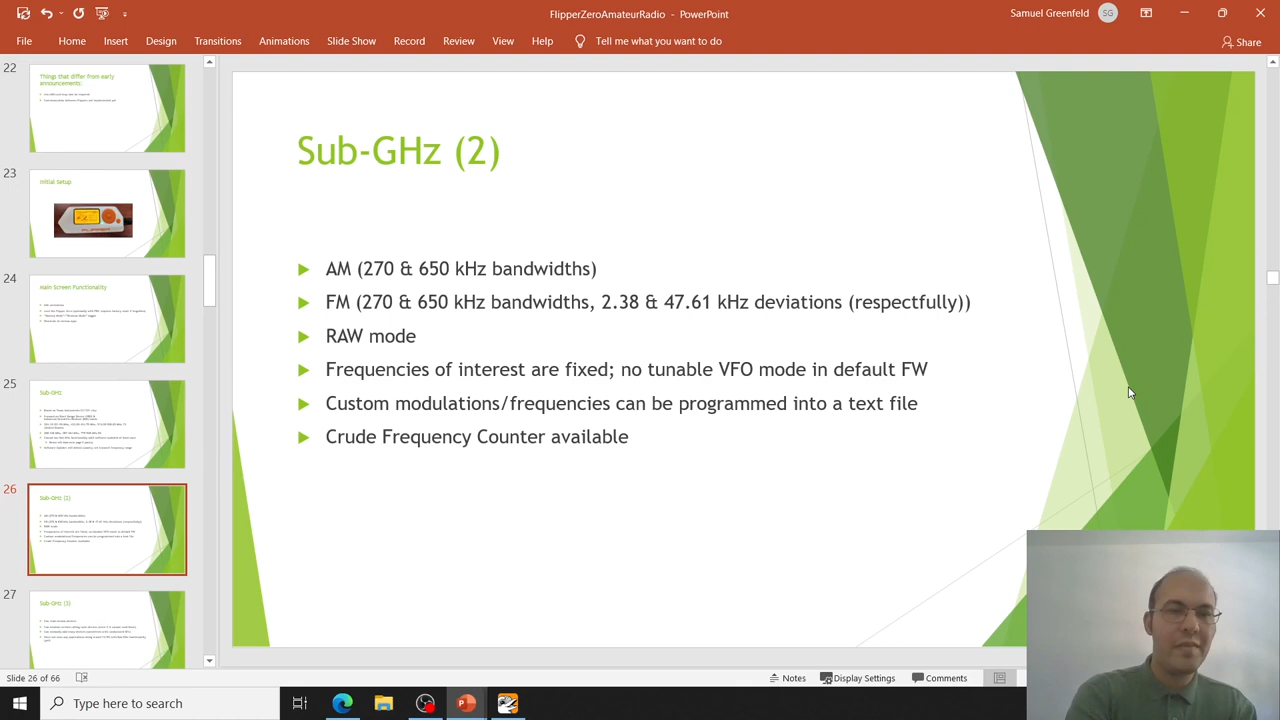 FlipperZeroAmateurRadio - PowerPoint
Samuel Greenfeld
SG
File
Home
Insert
Design
Transitions
Animations
Slide Show
Record
Review
View
Help
Tell me what you want to do
Share
22
Things that differ from early
announcements:
23
Initial Setup
24
Main Screen Functionality
25
Sub-GHz
26
Sub-GHz (2)
27
Sub-GHz (3)
Sub-GHz (2)
AM (270 & 650 kHz bandwidths)
FM (270 & 650 kHz bandwidths, 2.38 & 47.61 kHz deviations (respectfully))
RAW mode
Frequencies of interest are fixed; no tunable VFO mode in default FW
Custom modulations/frequencies can be programmed into a text file
Crude Frequency counter available
Slide 26 of 66
Notes
Display Settings
Comments
Type here to search